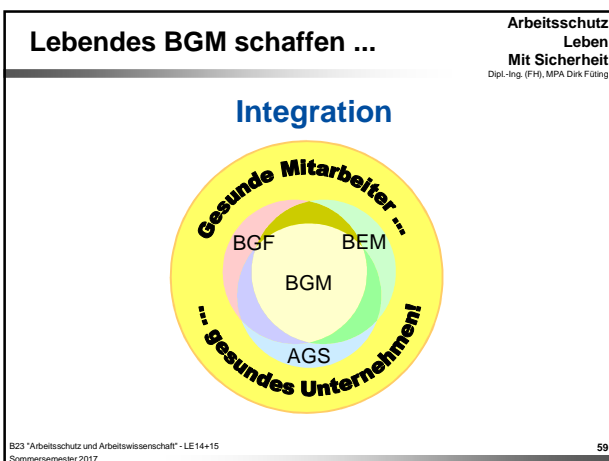 Lebendes BGM schaffen ...
Arbeitsschutz
Leben
Mit Sicherheit
Dipl.-Ing. (FH), MPA Dirk Füting
Integration
Gesunde Mitarbeiter ...
BGF
BEM
BGM
AGS
... gesundes Unternehmen!
B23 "Arbeitsschutz und Arbeitswissenschaft" - LE14+15
Sommersemester 2017
59